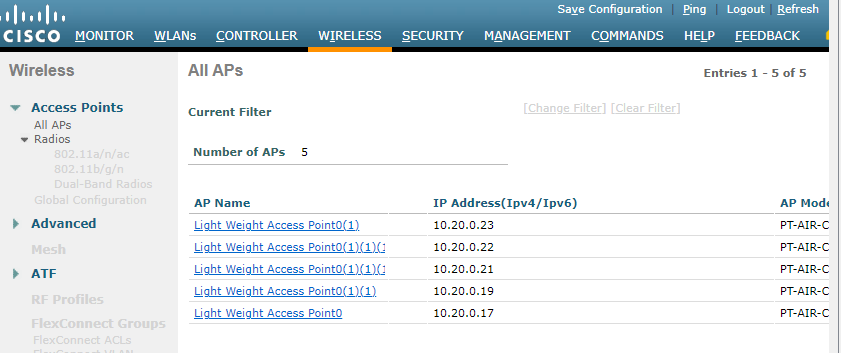 Save Configuration | Ping | Logout | Refresh
CISCO MONITOR WLANs CONTROLLER WIRELESS SECURITY MANAGEMENT COMMANDS HELP FEEDBACK
Wireless
All APs
Entries 1 - 5 of 5
Access Points
All APs
Radios
802.11a/n/ac
802.11b/g/n
Dual-Band Radios
Global Configuration
Advanced
Mesh
ATF
RF Profiles
FlexConnect Groups
FlexConnect ACLs
FlexConnect VLAN
Current Filter [Change Filter] [Clear Filter]
Number of APs 5
AP Name IP Address(Ipv4/Ipv6) AP Mode
Light Weight Access Point0(1) 10.20.0.23 PT-AIR-C
Light Weight Access Point0(1)(1)(1 10.20.0.22 PT-AIR-C
Light Weight Access Point0(1)(1)(1 10.20.0.21 PT-AIR-C
Light Weight Access Point0(1)(1) 10.20.0.19 PT-AIR-C
Light Weight Access Point0 10.20.0.17 PT-AIR-C